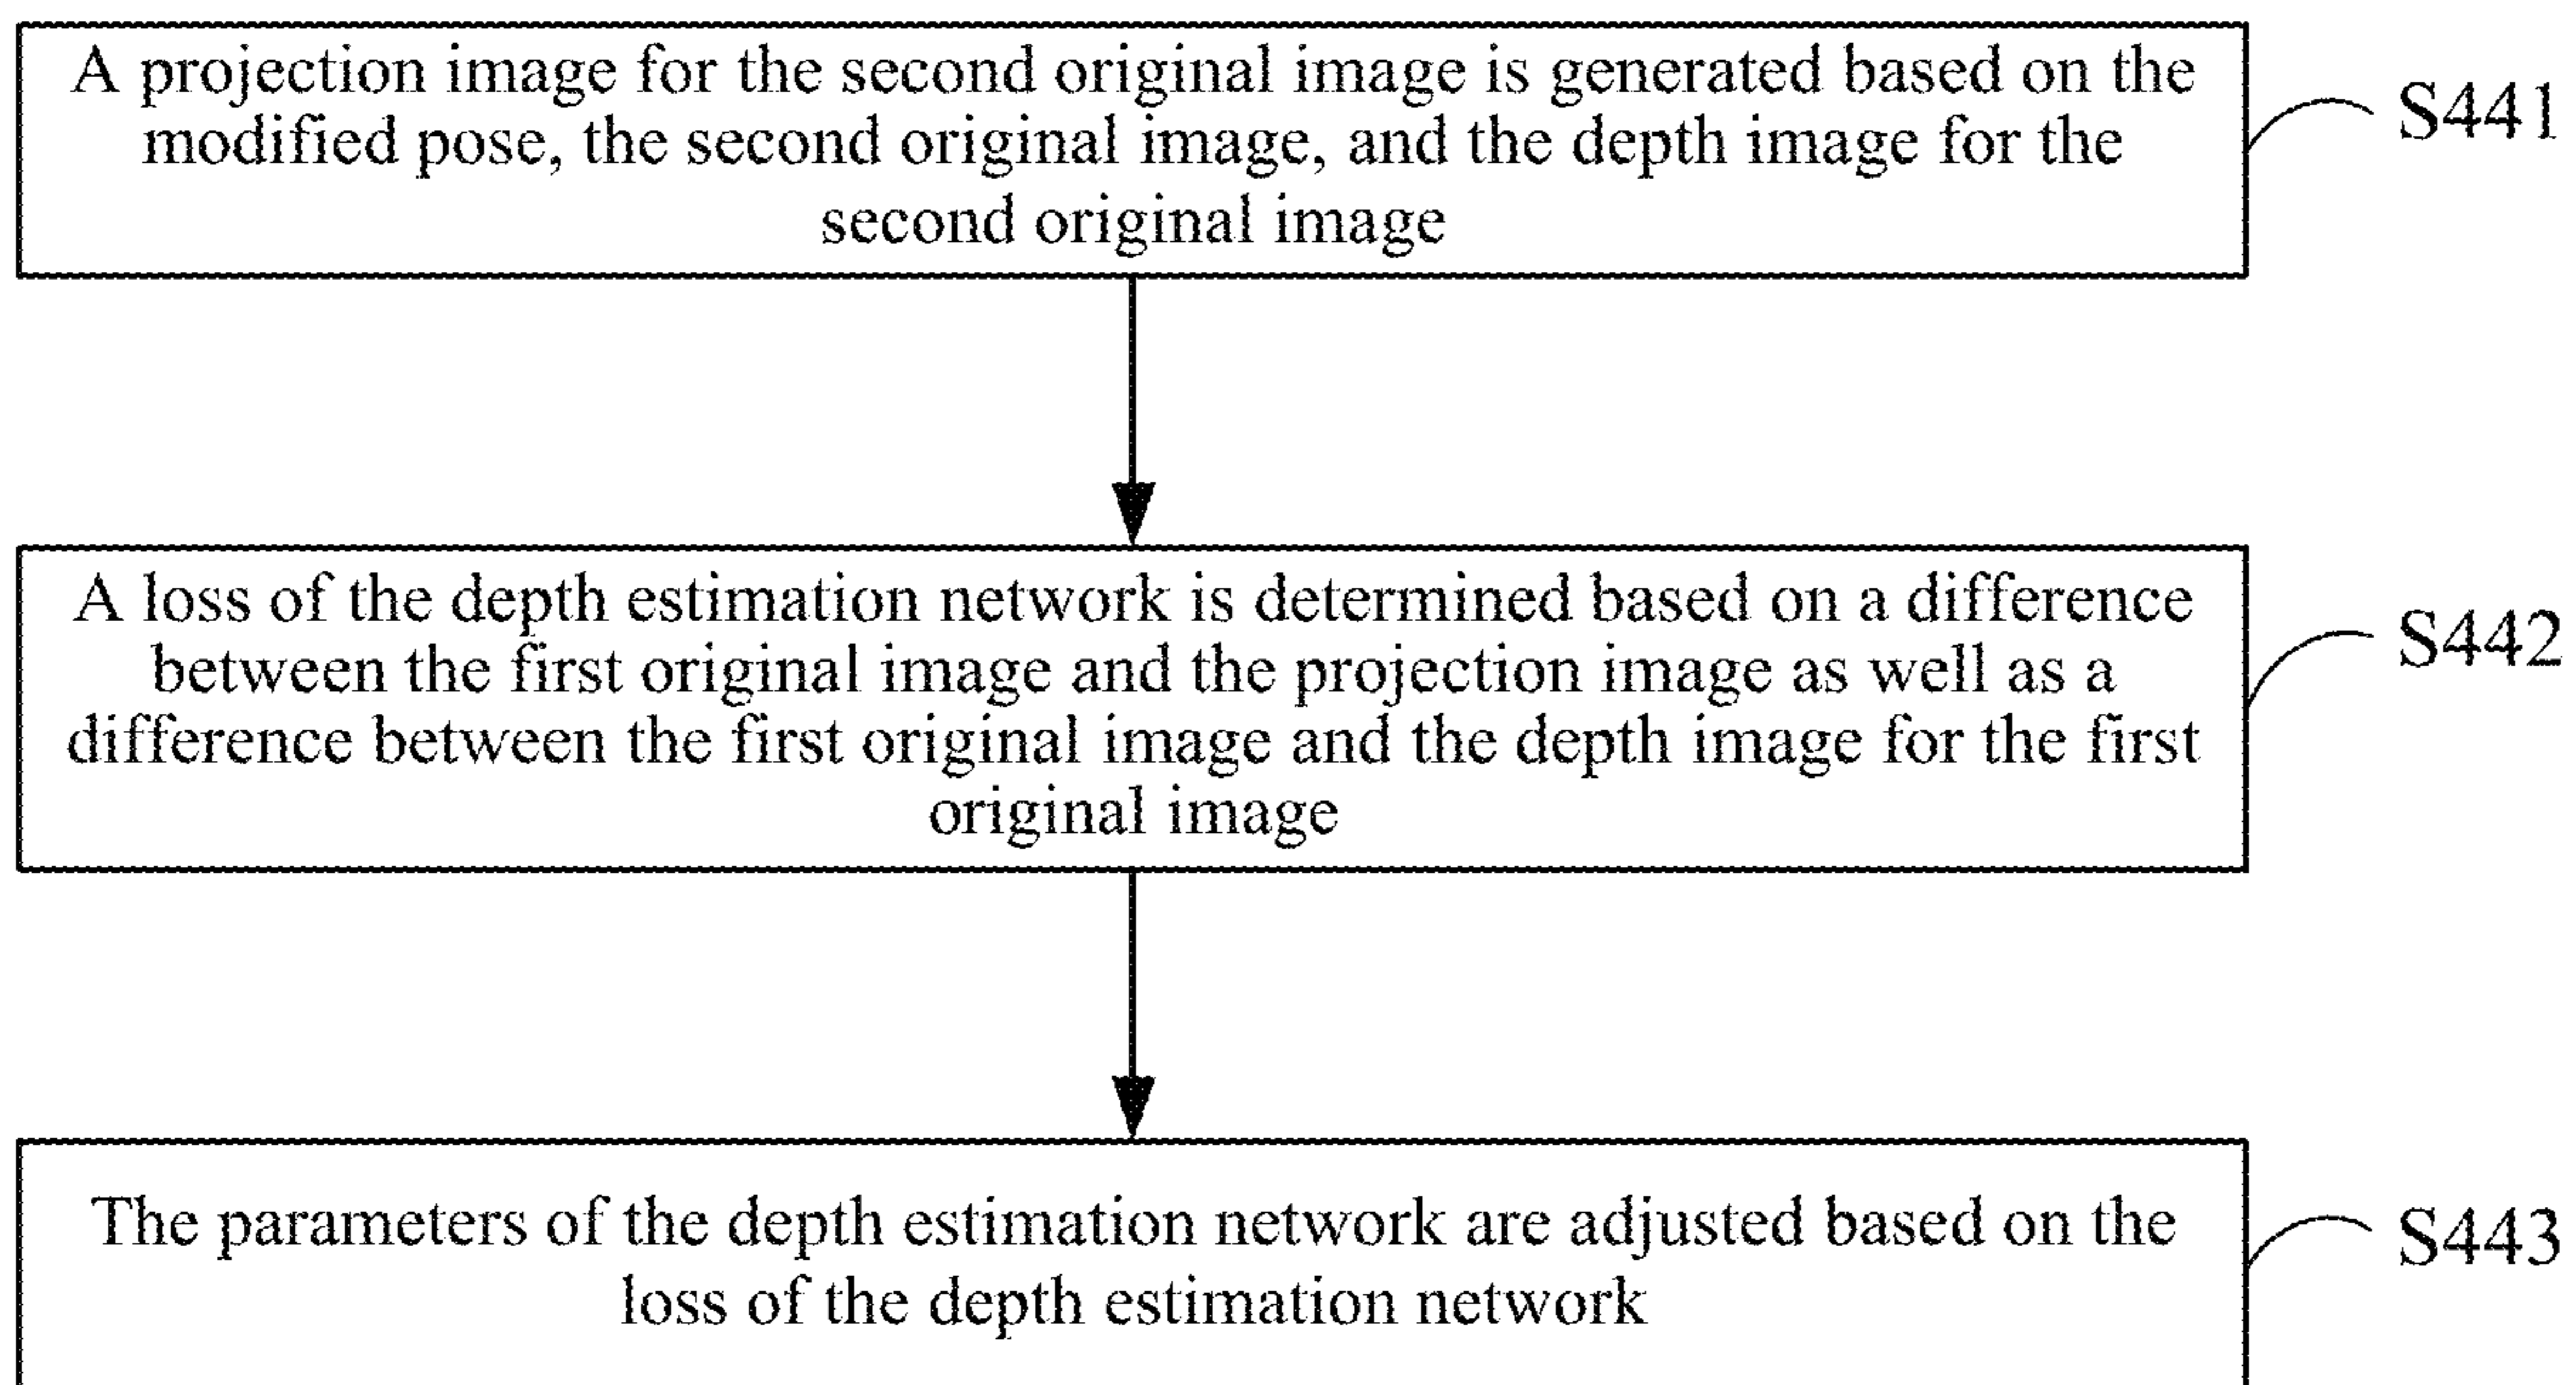 A projection image for the second original image is generated based on the
modified pose, the second original image, and the depth image for the
second original image
S441
A loss of the depth estimation network is determined based on a difference
between the first original image and the projection image as well as a
difference between the first original image and the depth image for the first
original image
S442
The parameters of the depth estimation network are adjusted based on the
loss of the depth estimation network
S443